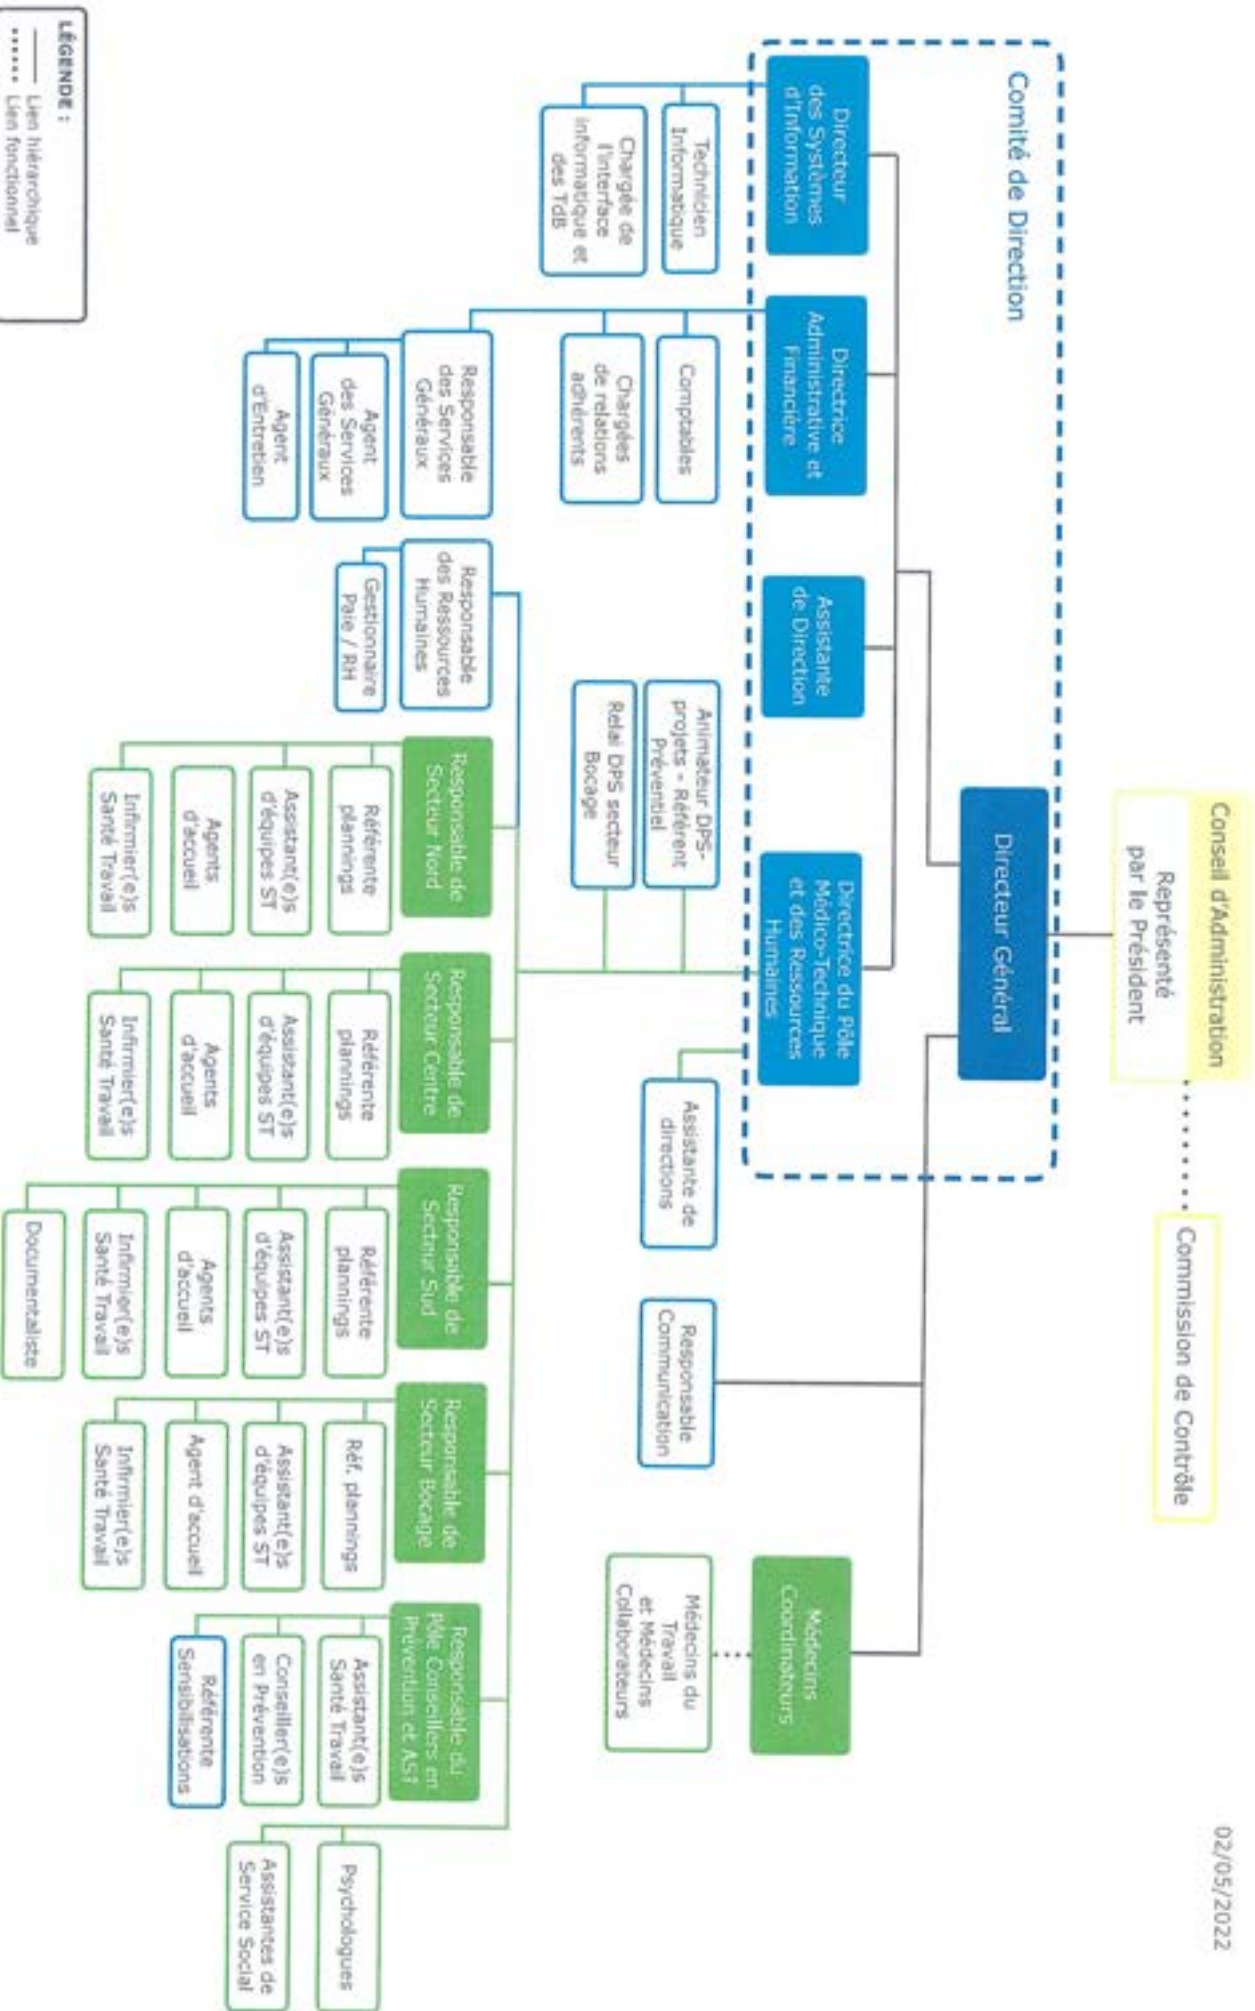 02/05/2022
Conseil d'Administration
Représenté
par le Président
Commission de Contrôle
Comité de Direction
Directeur Général
Directeur
des Systèmes
d'Information
Directrice
Administrative et
Financière
Assistante
de Direction
Directrice du Pôle
Médico-Technique
et des Ressources
Humaines
Médecins
Coordinateurs
Technicien
Informatique
Chargée de
l'interface
informatique et
des TdB
Comptables
Chargées
de relations
adhérents
Animateur DPS-
projets - Référent
Préventiel
Relai DPS secteur
Bocage
Assistante de
directions
Responsable
Communication
Médecins du
Travail
et Médecins
Collaborateurs
Responsable
des Services
Généraux
Agent
des Services
Généraux
Agent
d'Entretien
Responsable
des Ressources
Humaines
Gestionnaire
Paie / RH
Responsable de
Secteur Nord
Référente
plannings
Assistant(e)s
d'équipes ST
Agents
d'accueil
Infirmier(e)s
Santé Travail
Responsable de
Secteur Centre
Référente
plannings
Assistant(e)s
d'équipes ST
Agents
d'accueil
Infirmier(e)s
Santé Travail
Responsable de
Secteur Sud
Référente
plannings
Assistant(e)s
d'équipes ST
Agents
d'accueil
Infirmier(e)s
Santé Travail
Documentaliste
Responsable de
Secteur Bocage
Réf. plannings
Assistant(e)s
d'équipes ST
Agent d'accueil
Infirmier(e)s
Santé Travail
Responsable du
Pôle Conseillers en
Prévention et AST
Assistant(e)s
Santé Travail
Conseiller(e)s
en Prévention
Référente
Sensibilisations
Psychologues
Assistantes de
Service Social
LÉGENDE :
Lien hiérarchique
Lien fonctionnel